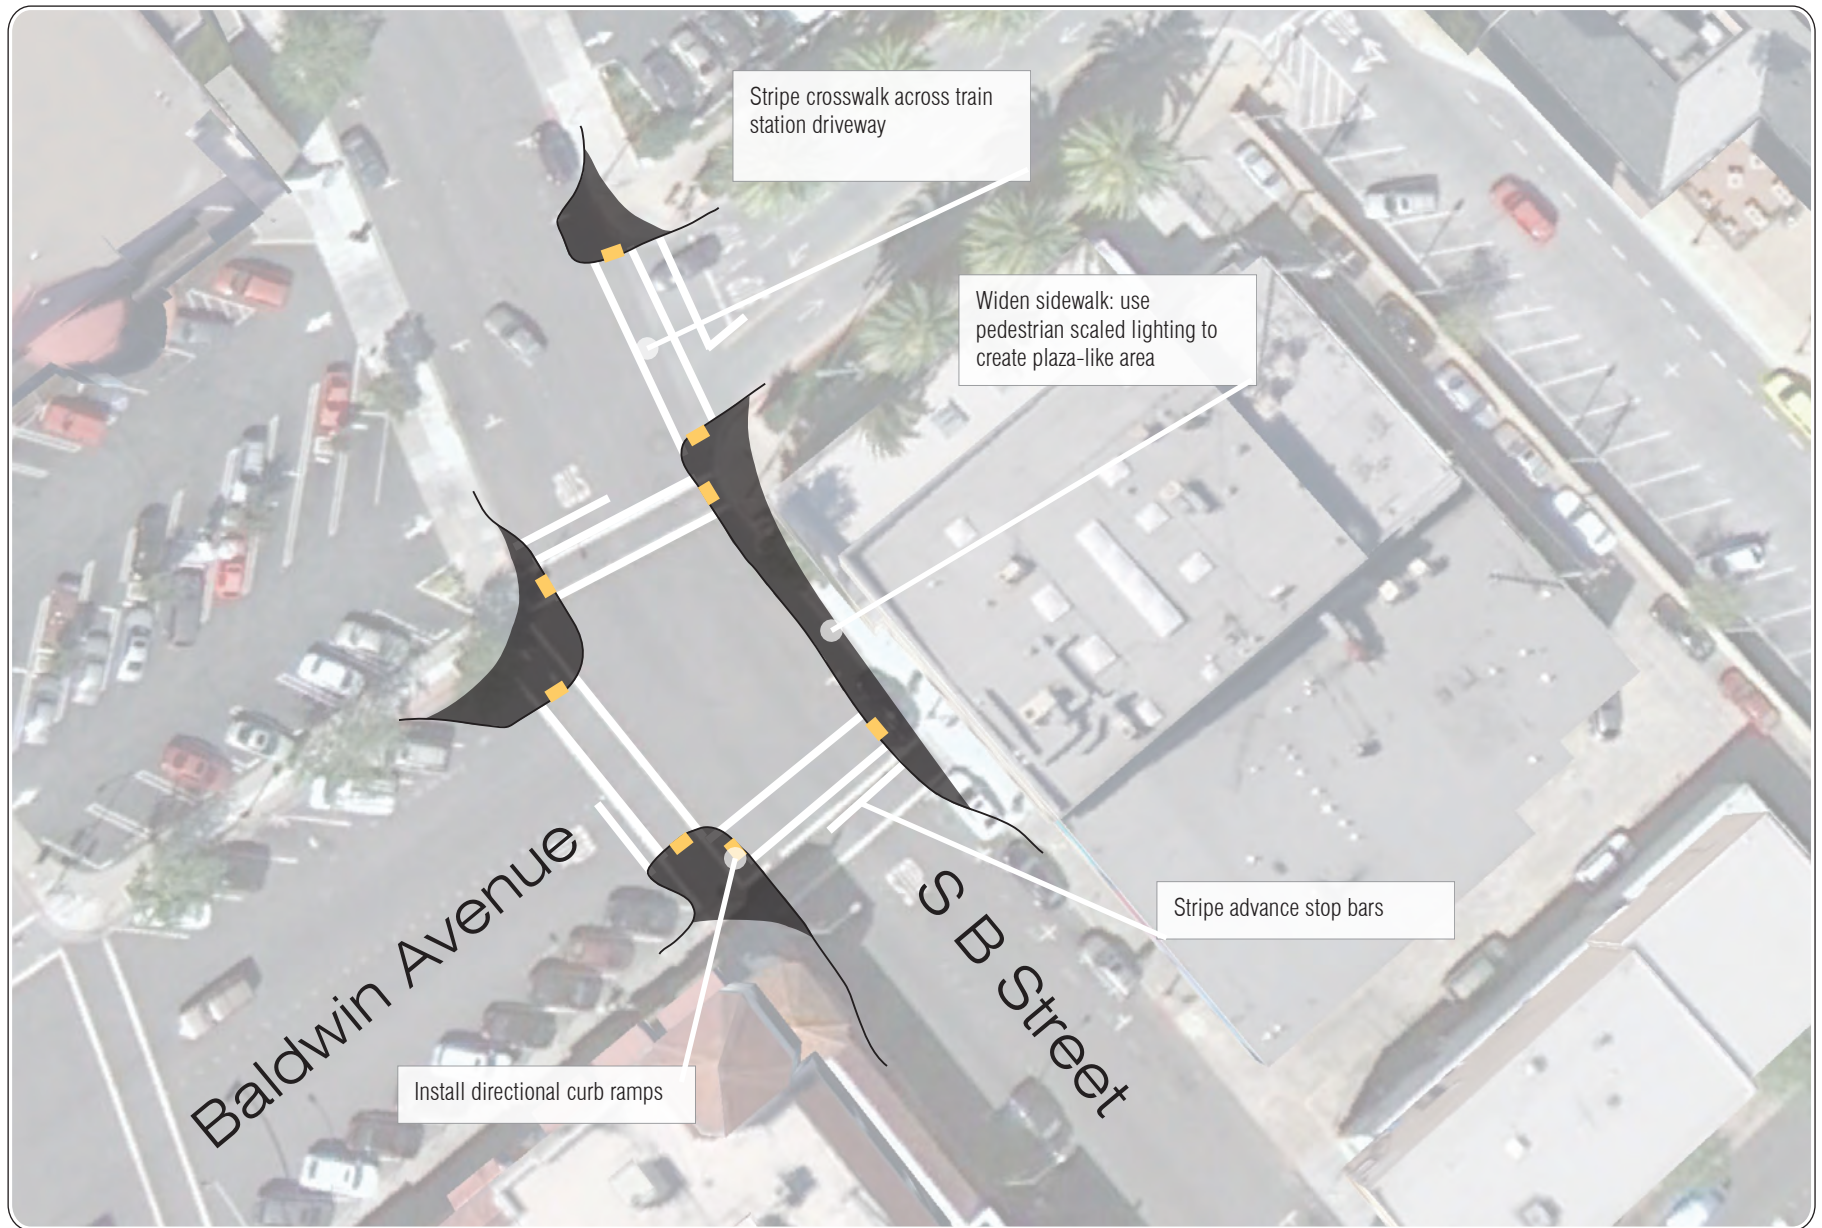 Stripe crosswalk across train
station driveway
Widen sidewalk: use
pedestrian scaled lighting to
create plaza-like area
Baldwin Avenue
S B Street
Stripe advance stop bars
Install directional curb ramps